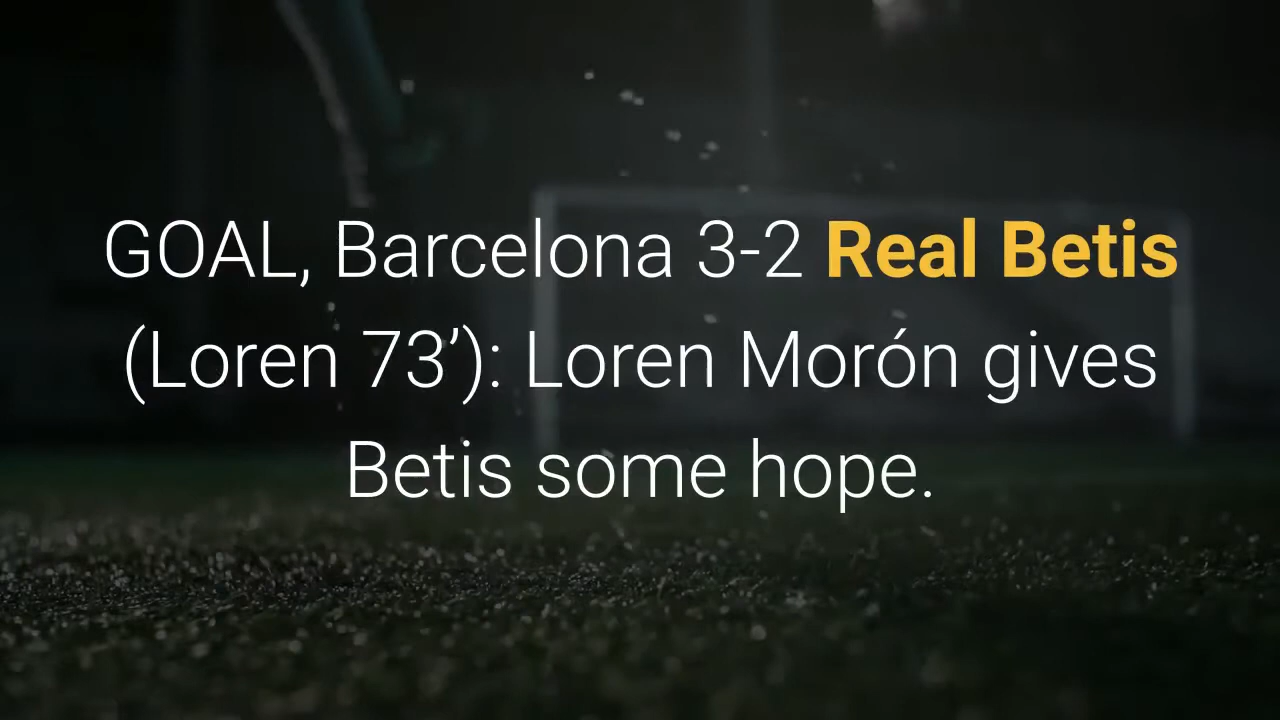 GOAL, Barcelona 3-2 Real Betis
(Loren 73’): Loren Morón gives
Betis some hope.